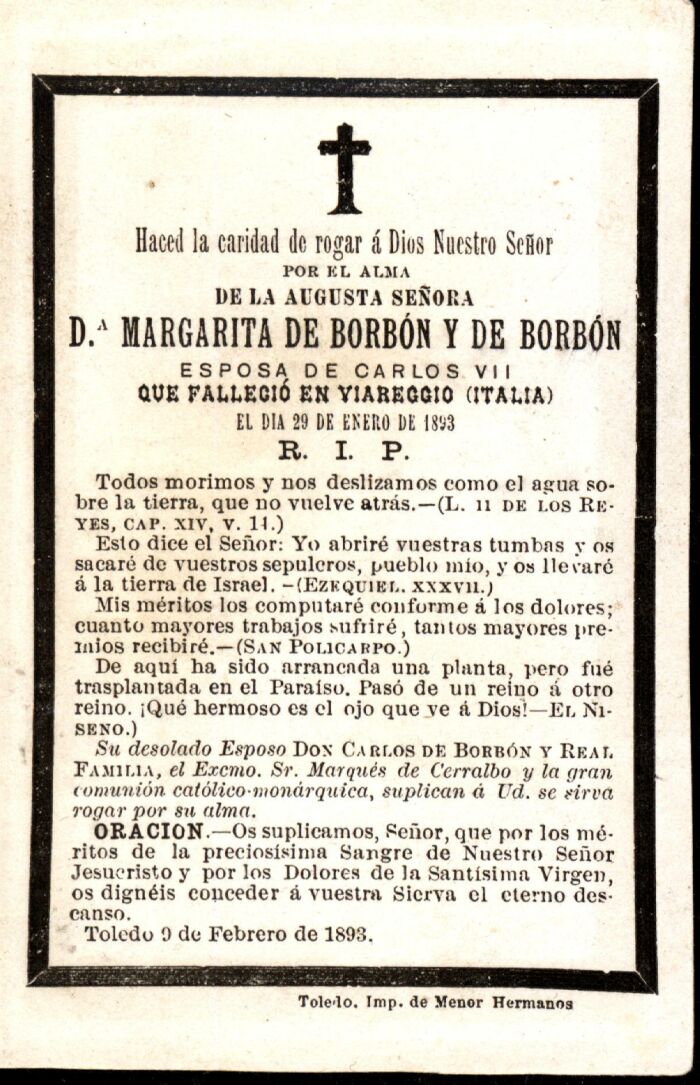 Haced la caridad de rogar á Dios Nuestro Señor
POR EL ALMA
DE LA AUGUSTA SEÑORA
D.ᴬ MARGARITA DE BORBÓN Y DE BORBÓN
ESPOSA DE CARLOS VII
QUE FALLECIÓ EN VIAREGGIO (ITALIA)
EL DIA 29 DE ENERO DE 1893
R. I. P.
Todos morimos y nos deslizamos como el agua so-
bre la tierra, que no vuelve atrás.—(L. II DE LOS RE-
YES, CAP. XIV, V. 14.)
Esto dice el Señor: Yo abriré vuestras tumbas y os
sacaré de vuestros sepulcros, pueblo mío, y os llevaré
á la tierra de Israel.—(EZEQUIEL. XXXVII.)
Mis méritos los computaré conforme á los dolores;
cuanto mayores trabajos sufriré, tantos mayores pre-
mios recibiré.—(SAN POLICARPO.)
De aquí ha sido arrancada una planta, pero fué
trasplantada en el Paraíso. Pasó de un reino á otro
reino. ¡Qué hermoso es el ojo que ve á Dios!—EL NI-
SENO.)
Su desolado Esposo DON CARLOS DE BORBÓN Y REAL
FAMILIA, el Excmo. Sr. Marqués de Cerralbo y la gran
comunión católico-monárquica, suplican á Ud. se sirva
rogar por su alma.
ORACION.—Os suplicamos, Señor, que por los mé-
ritos de la preciosísima Sangre de Nuestro Señor
Jesucristo y por los Dolores de la Santísima Virgen,
os dignéis conceder á vuestra Sierva el eterno des-
canso.
Toledo 9 de Febrero de 1893.
Toledo. Imp. de Menor Hermanos